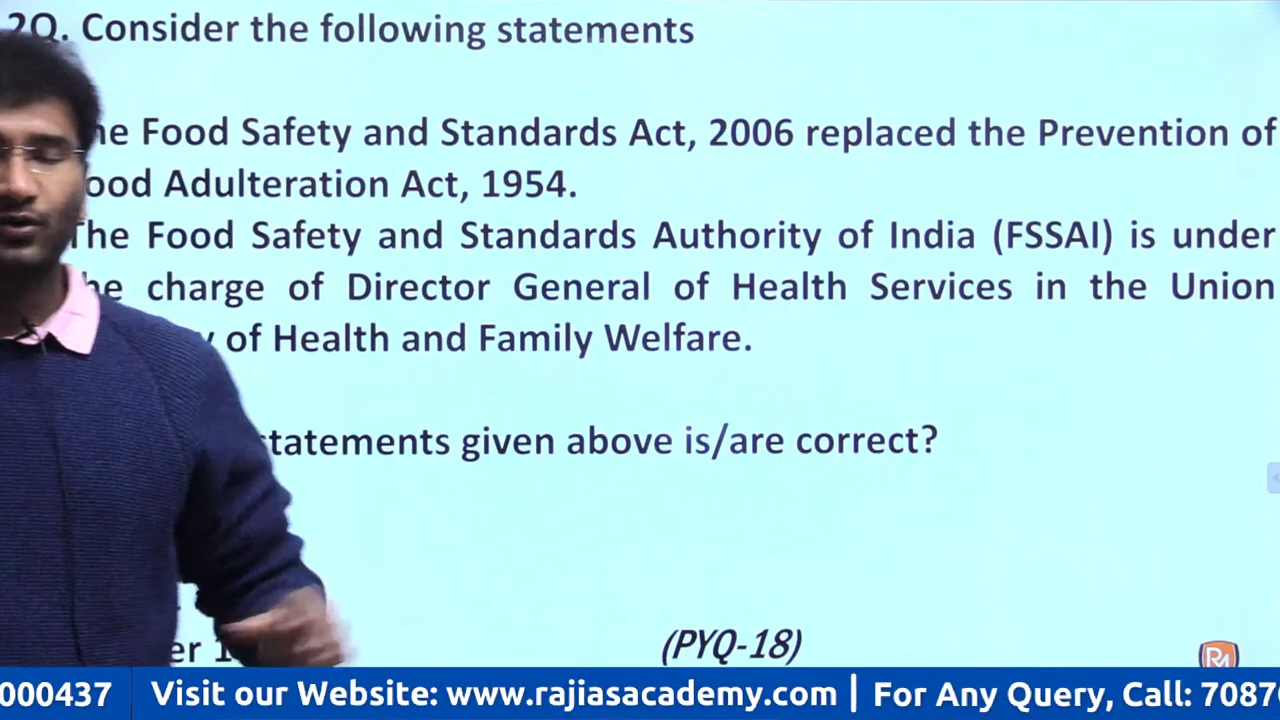 2Q. Consider the following statements
he Food Safety and Standards Act, 2006 replaced the Prevention of
ood Adulteration Act, 1954.
The Food Safety and Standards Authority of India (FSSAI) is under
he charge of Director General of Health Services in the Union
of Health and Family Welfare.
statements given above is/are correct?
er 1
(PYQ-18)
000437 | Visit our Website: www.rajiasacademy.com | For Any Query, Call: 7087